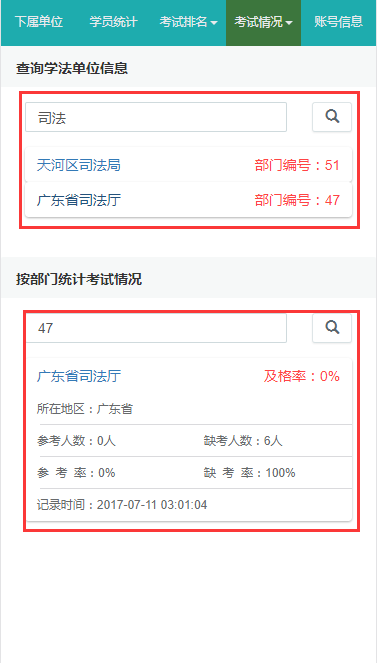 下属单位 学员统计 考试排名 考试情况 账号信息
查询学法单位信息
司法
天河区司法局 部门编号：51
广东省司法厅 部门编号：47
按部门统计考试情况
47
广东省司法厅 及格率：0%
所在地区：广东省
参考人数：0人 缺考人数：6人
参 考 率：0% 缺 考 率：100%
记录时间：2017-07-11 03:01:04